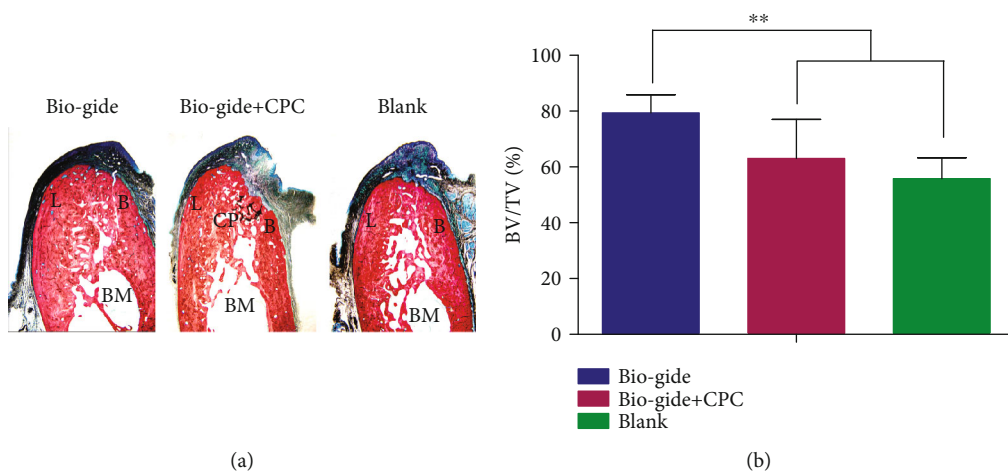 Bio-gide
Bio-gide+CPC
Blank
L
B
BM
L
CP
B
BM
L
B
BM
(a)
**
BV/TV (%)
100
80
60
40
20
0
Bio-gide
Bio-gide+CPC
Blank
(b)